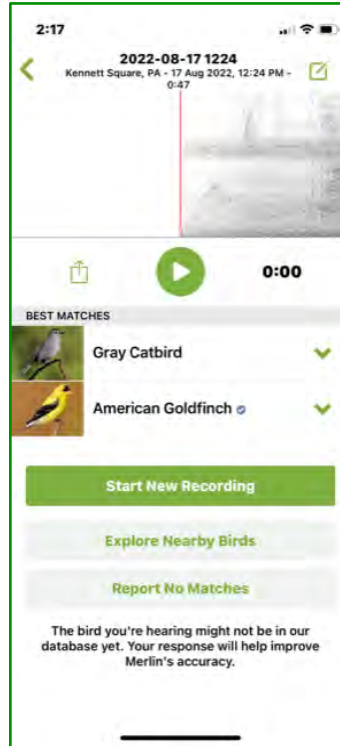 2:17
2022-08-17 1224
Kennett Square, PA - 17 Aug 2022, 12:24 PM -
0:47
0:00
BEST MATCHES
Gray Catbird
American Goldfinch
Start New Recording
Explore Nearby Birds
Report No Matches
The bird you're hearing might not be in our
database yet. Your response will help improve
Merlin's accuracy.